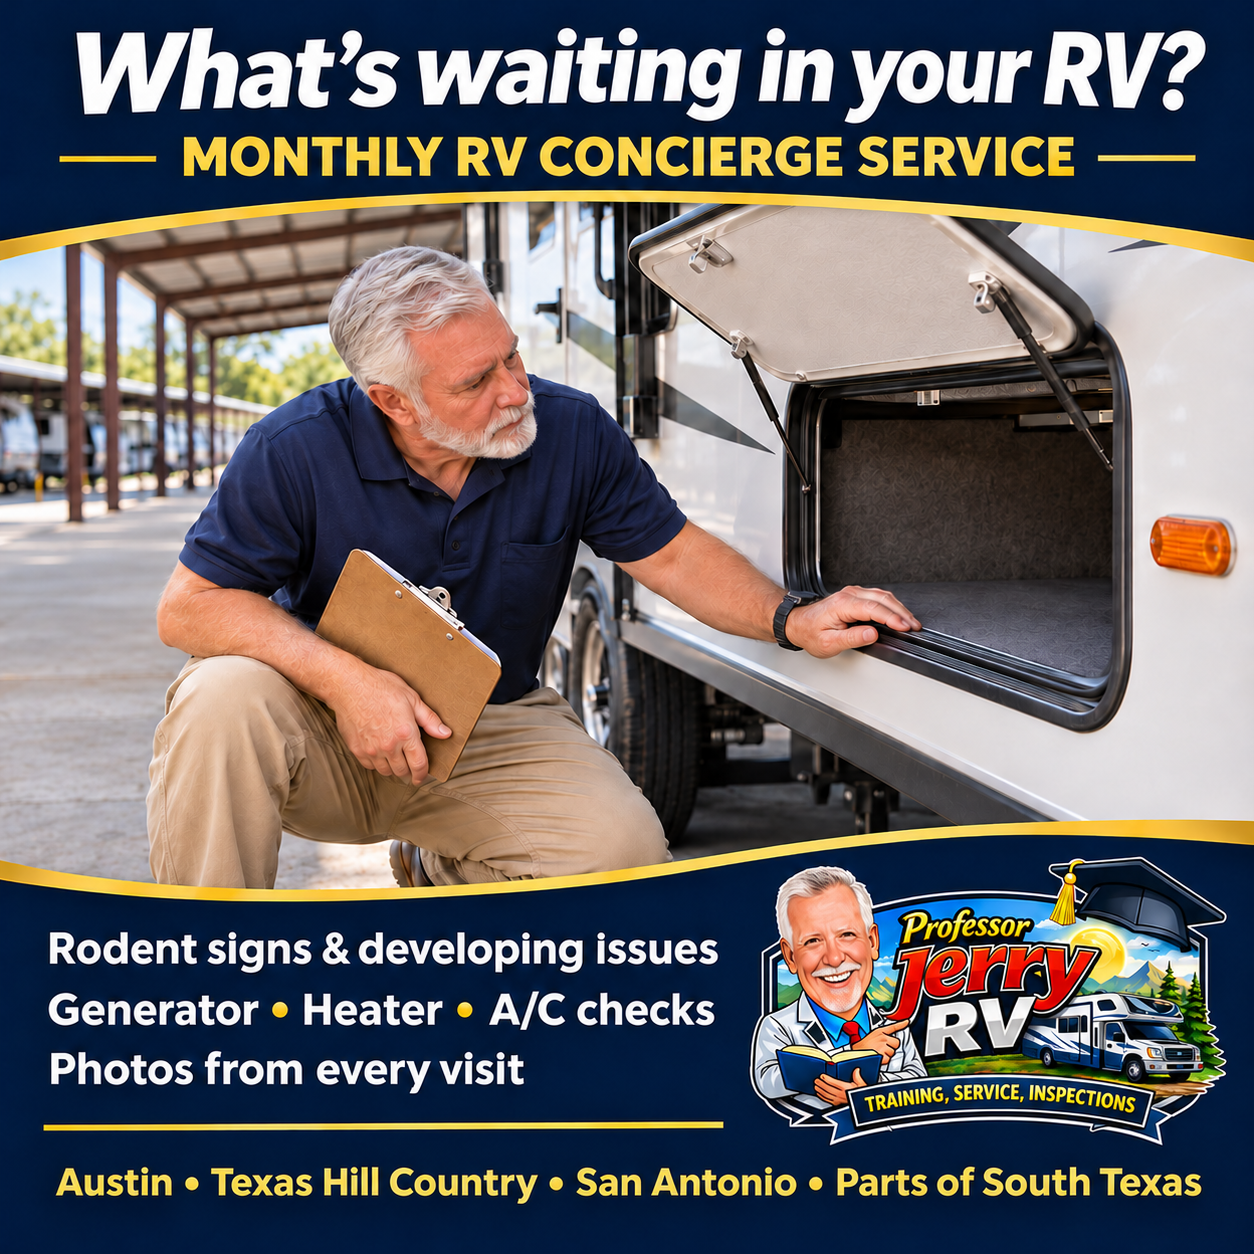 What's waiting in your RV?
MONTHLY RV CONCIERGE SERVICE
Rodent signs & developing issues
Generator • Heater • A/C checks
Photos from every visit
Professor
Jerry
RV
TRAINING, SERVICE, INSPECTIONS
Austin • Texas Hill Country • San Antonio • Parts of South Texas